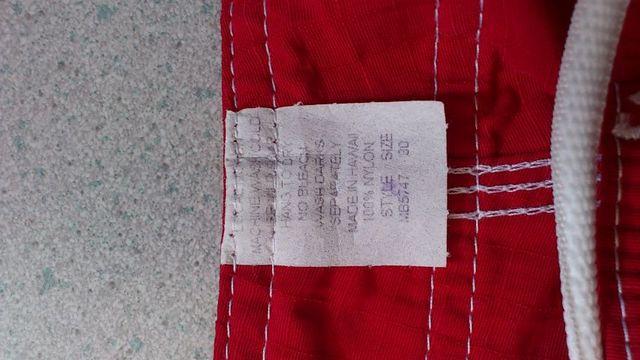 MACHINE WASH COLD
HANG TO DRY
NO BLEACH
WASH DARKS
SEPARATELY
MADE IN HAWAII
100% NYLON
STYLE SIZE
MB5747 30